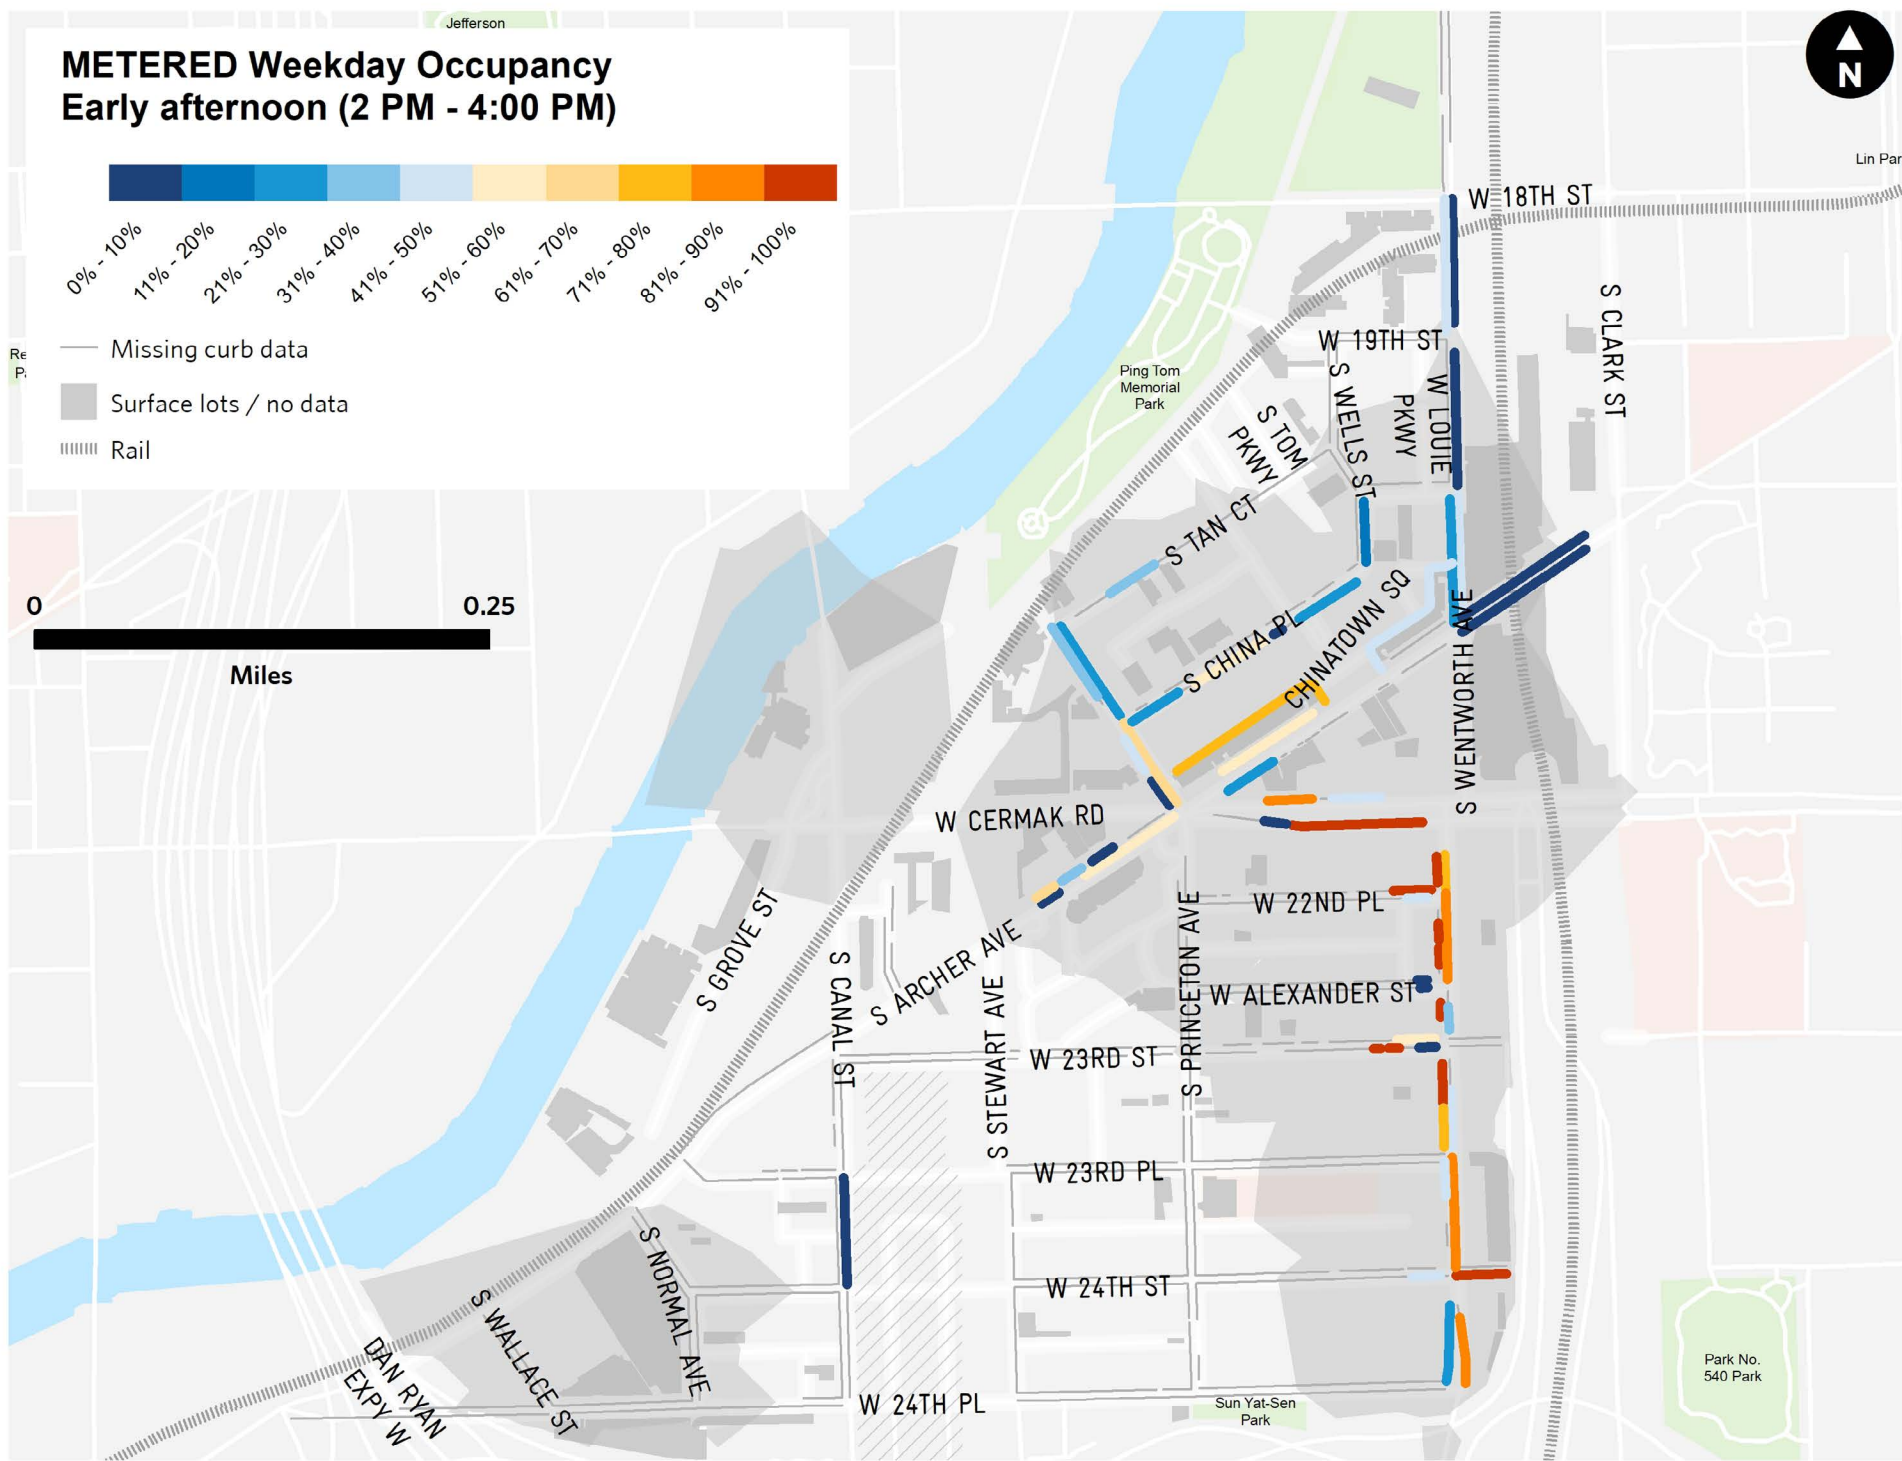 Jefferson
METERED Weekday Occupancy
Early afternoon (2 PM - 4:00 PM)
0% - 10%
11% - 20%
21% - 30%
31% - 40%
41% - 50%
51% - 60%
61% - 70%
71% - 80%
81% - 90%
91% - 100%
Missing curb data
Surface lots / no data
Rail
N
Lin Par
W 18TH ST
S CLARK ST
W 19TH ST
Ping Tom
Memorial
Park
S WELLS ST
W LOUIE
PKWY
S TOM
PKWY
S TAN CT
0 0.25
Miles
S CHINA PL
CHINATOWN SQ
S WENTWORTH AVE
W CERMAK RD
W 22ND PL
S GROVE ST
S CANAL ST
S ARCHER AVE
S STEWART AVE
S PRINCETON AVE
W ALEXANDER ST
W 23RD ST
W 23RD PL
W 24TH ST
S NORMAL AVE
S WALLACE ST
DAN RYAN
EXPY W
W 24TH PL
Sun Yat-Sen
Park
Park No.
540 Park